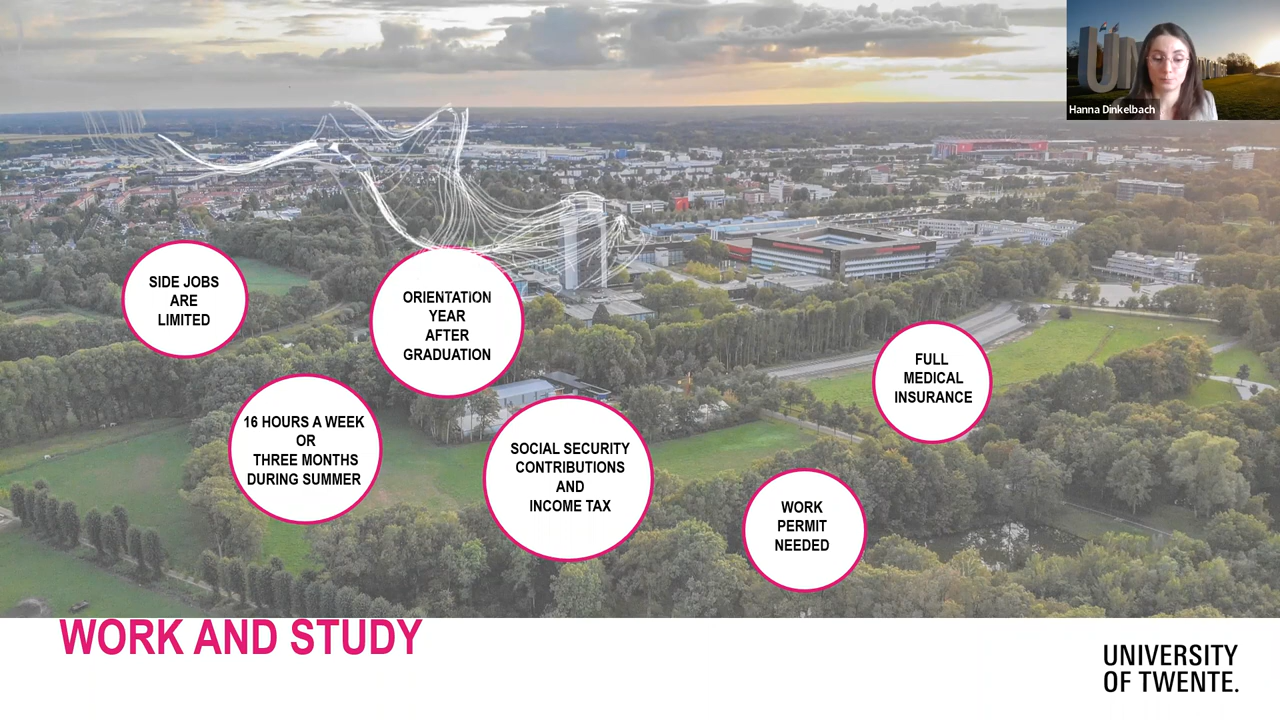 Hanna Dinkelbach
SIDE JOBS
ARE
LIMITED
ORIENTATION
YEAR
AFTER
GRADUATION
16 HOURS A WEEK
OR
THREE MONTHS
DURING SUMMER
SOCIAL SECURITY
CONTRIBUTIONS
AND
INCOME TAX
FULL
MEDICAL
INSURANCE
WORK
PERMIT
NEEDED
WORK AND STUDY
UNIVERSITY
OF TWENTE.